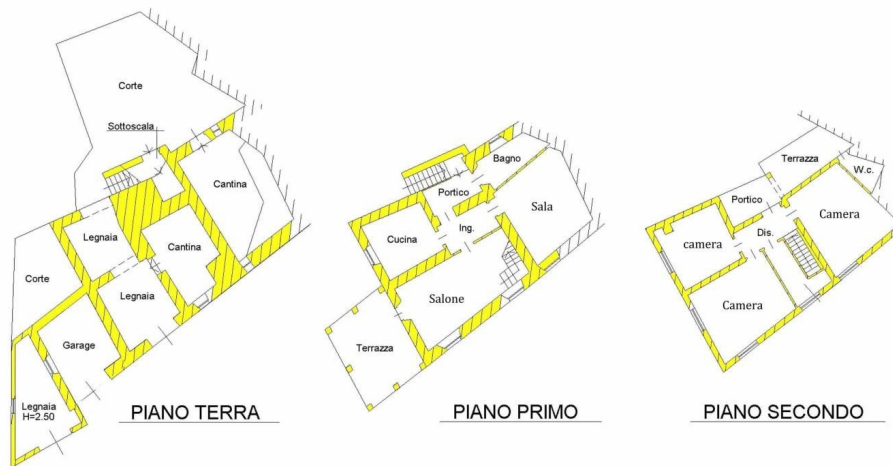 Corte
Sottoscala
Cantina
Legnaia
Cantina
Corte
Legnaia
Garage
Legnaia
H=2.50
PIANO TERRA
Bagno
Portico
Sala
Cucina
Ing.
Salone
Terrazza
PIANO PRIMO
Terrazza
W.c.
Portico
Camera
camera
Dis.
Camera
PIANO SECONDO